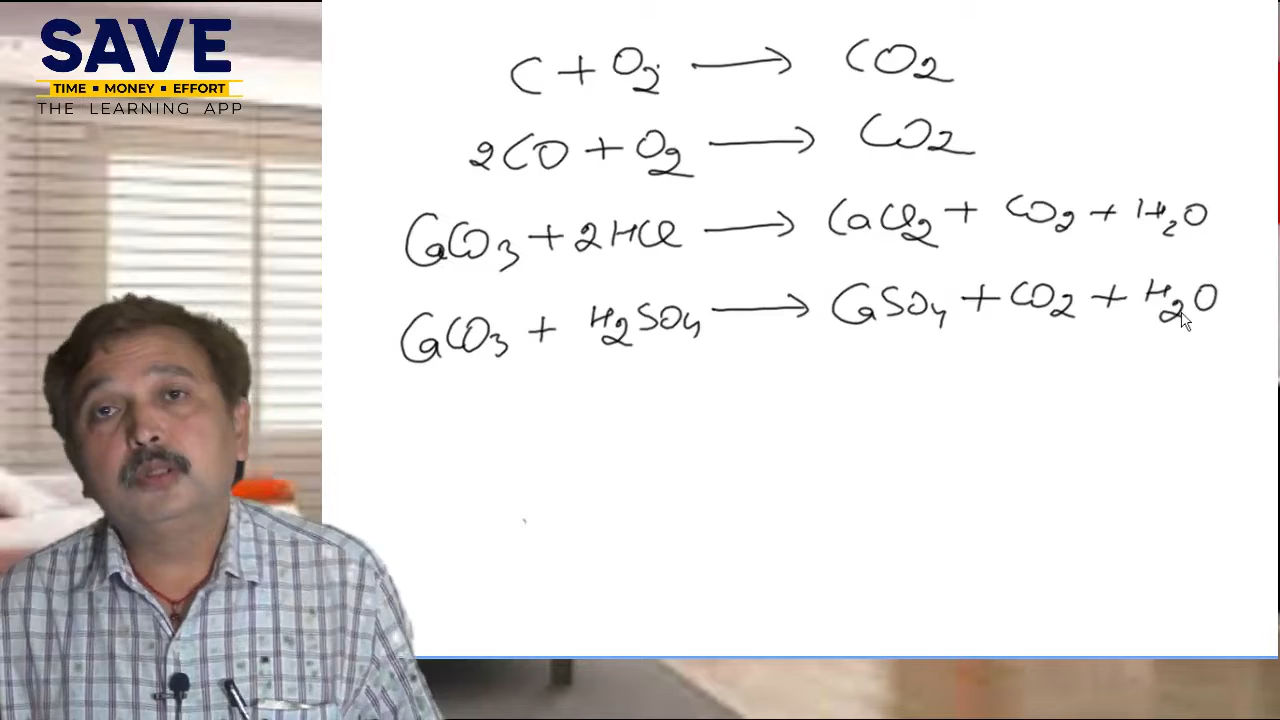 SAVE
TIME ▪ MONEY ▪ EFFORT
THE LEARNING APP
C + O₂ ⟶ CO₂
2CO + O₂ ⟶ CO₂
CaCO₃ + 2HCl ⟶ CaCl₂ + CO₂ + H₂O
CaCO₃ + H₂SO₄ ⟶ CaSO₄ + CO₂ + H₂O